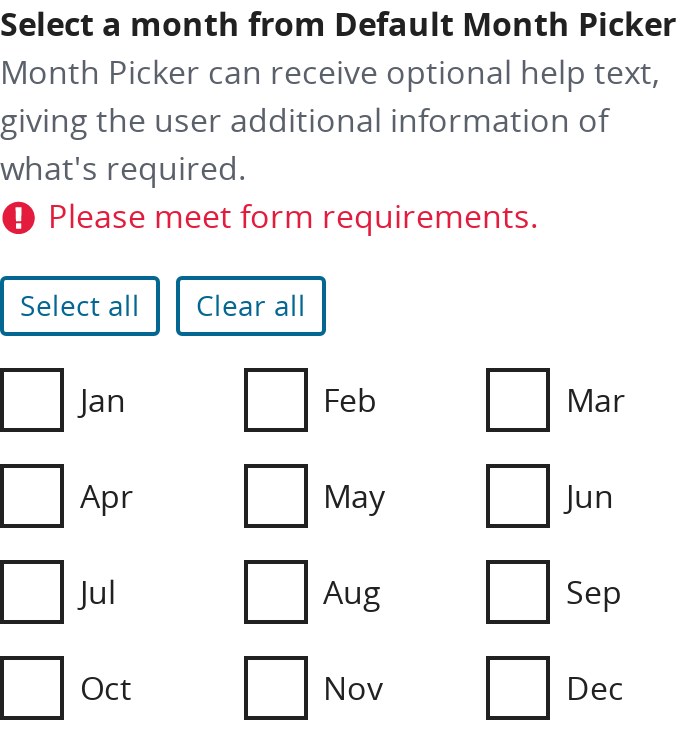 Select a month from Default Month Picker
Month Picker can receive optional help text,
giving the user additional information of
what's required.
Please meet form requirements.
Select all Clear all
Jan Feb Mar
Apr May Jun
Jul Aug Sep
Oct Nov Dec